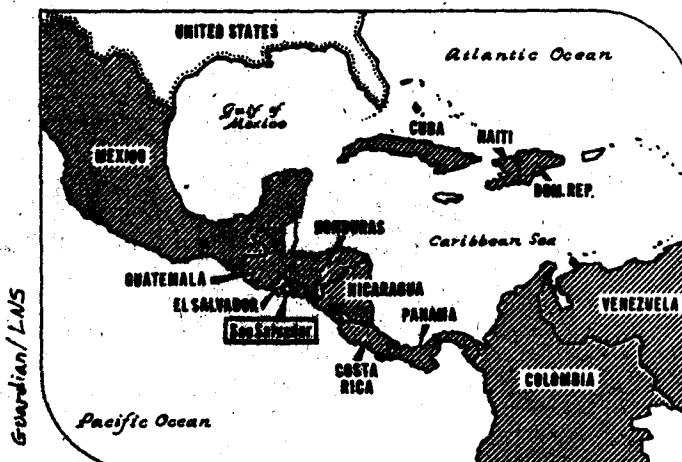 UNITED STATES
Atlantic Ocean
Gulf of
Mexico
CUBA
HAITI
MEXICO
DOM. REP.
HONDURAS
Caribbean Sea
GUATEMALA
NICARAGUA
EL SALVADOR
VENEZUELA
PANAMA
San Salvador
COSTA
RICA
COLOMBIA
Pacific Ocean
Guardian/LNS